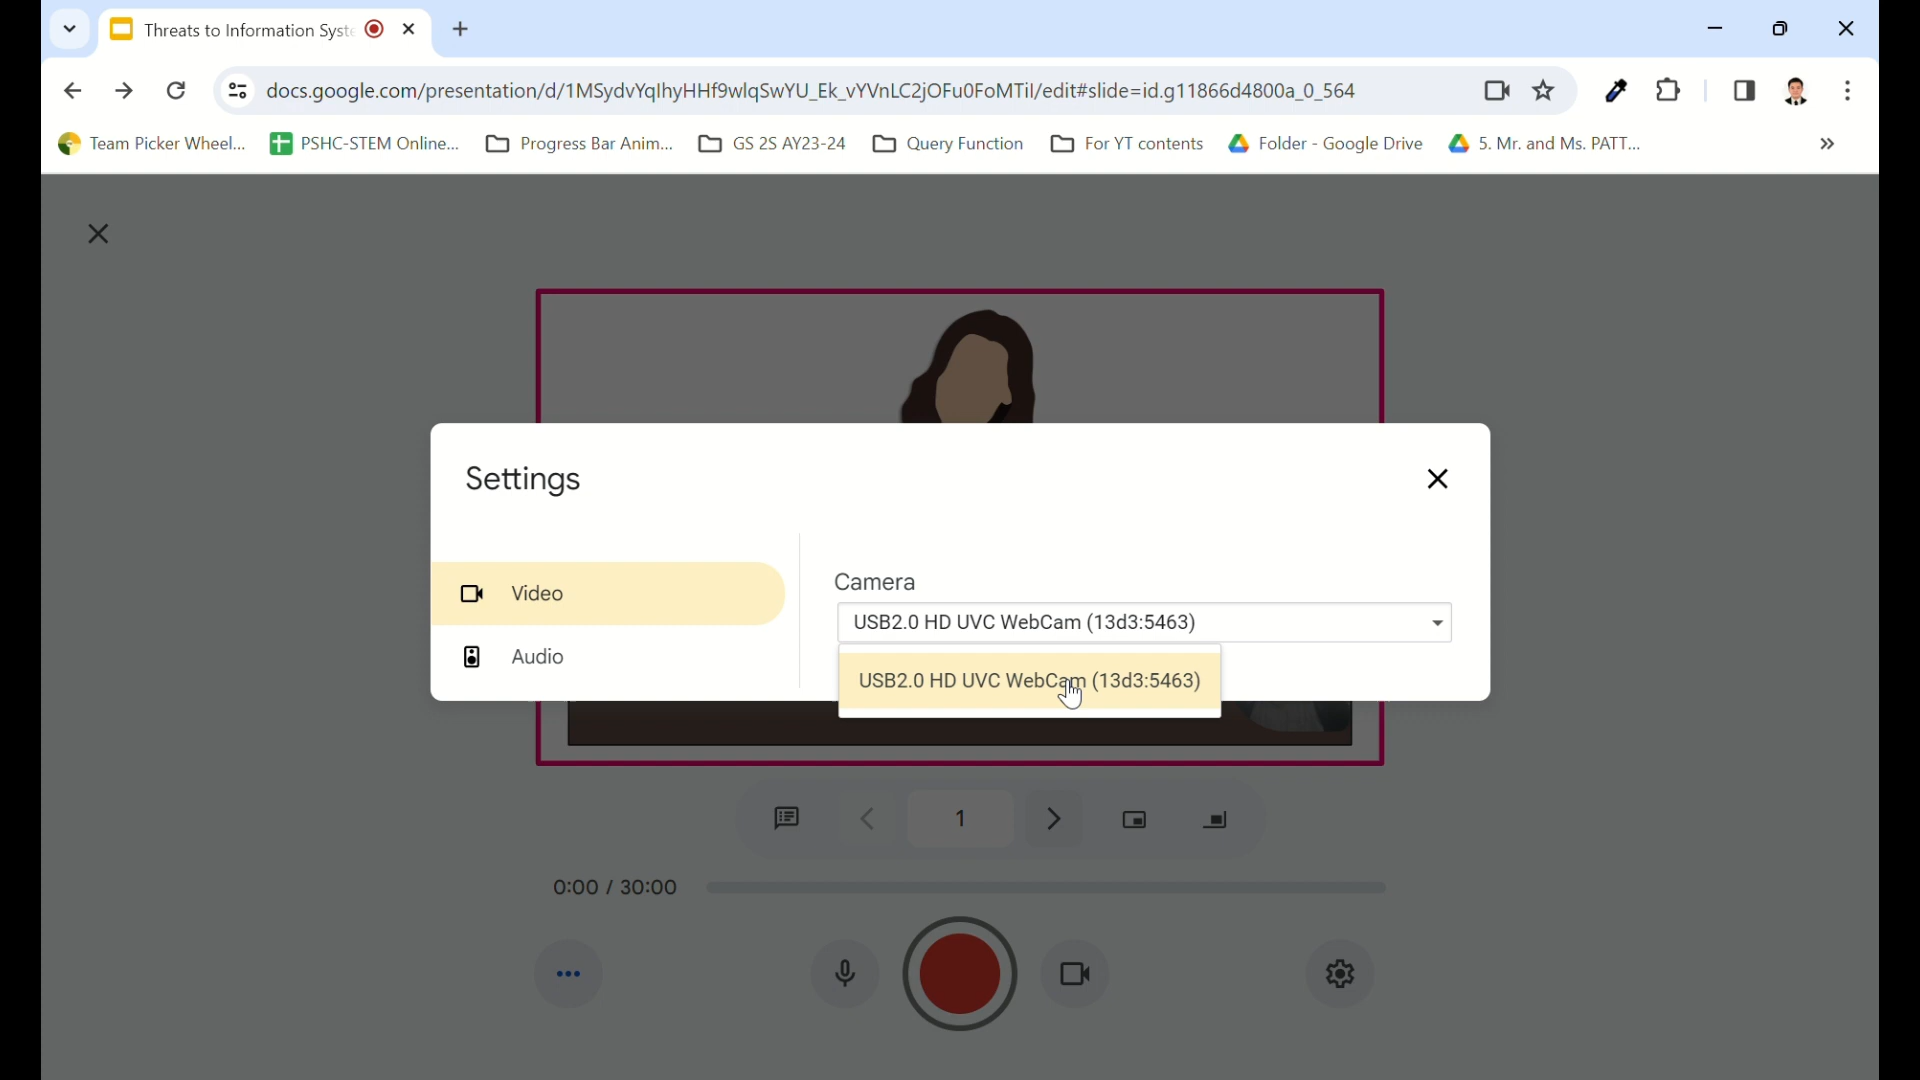 Threats to Information Syste
docs.google.com/presentation/d/1MSydvYqlhyHHf9wlqSwYU_Ek_vYVnLC2jOFu0FoMTiI/edit#slide=id.g11866d4800a_0_564
Team Picker Wheel... PSHC-STEM Online... Progress Bar Anim... GS 2S AY23-24 Query Function For YT contents Folder - Google Drive 5. Mr. and Ms. PATT...
Settings
Video
Audio
Camera
USB2.0 HD UVC WebCam (13d3:5463)
USB2.0 HD UVC WebCam (13d3:5463)
1
0:00 / 30:00